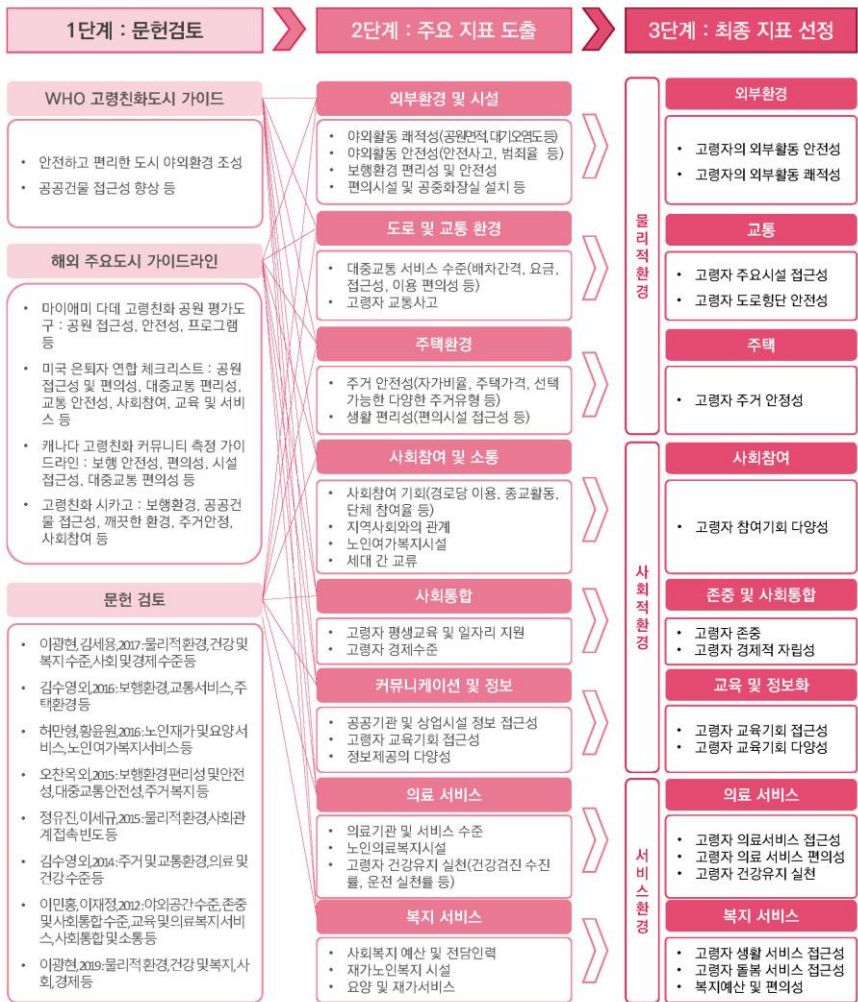 1단계 : 문헌검토
2단계 : 주요 지표 도출
3단계 : 최종 지표 선정
WHO 고령친화도시 가이드
• 안전하고 편리한 도시 야외환경 조성
• 공공건물 접근성 향상 등
해외 주요도시 가이드라인
• 마이애미 다데 고령친화 공원 평가도
구 : 공원 접근성, 안전성, 프로그램
등
• 미국 은퇴자 연합 체크리스트 : 공원
접근성 및 편의성, 대중교통 편리성,
교통 안전성, 사회참여, 교육 및 서비
스 등
• 캐나다 고령친화 커뮤니티 측정 가이
드라인 : 보행 안전성, 편의성, 시설
접근성, 대중교통 편의성 등
• 고령친화 시카고 : 보행환경, 공공건
물 접근성, 깨끗한 환경, 주거안정,
사회참여 등
문헌 검토
• 이광현,김세용,2017:물리적환경,건강 및
복지수준,사회 및 경제 수준 등
• 김수영 외,2016:보행환경,교통서비스,주
택환경 등
• 허만형,황윤원,2016:노인재가 및 요양 서
비스,노인여가복지서비스 등
• 오찬옥 외,2015:보행환경 편리성 및 안전
성,대중교통 안전성,주거복지 등
• 정유진,이세규,2015:물리적환경,사회관
계 접촉 빈도 등
• 김수영 외,2014:주거 및 교통환경,의료 및
건강수준 등
• 이민홍,이재정,2012:야외공간 수준,존중
및 사회통합 수준,교육 및 의료복지 서비
스,사회통합 및 소통 등
• 이광현,2019:물리적환경,건강 및 복지,사
회,경제 등
외부환경 및 시설
• 야외활동 쾌적성(공원면적,대기오염도 등)
• 야외활동 안전성(안전사고, 범죄율 등)
• 보행환경 편리성 및 안전성
• 편의시설 및 공중화장실 설치 등
도로 및 교통 환경
• 대중교통 서비스 수준(배차간격, 요금,
접근성, 이용 편의성 등)
• 고령자 교통사고
주택환경
• 주거 안전성(자가비율, 주택가격, 선택
가능한 다양한 주거유형 등)
• 생활 편리성(편의시설 접근성 등)
사회참여 및 소통
• 사회참여 기회(경로당 이용, 종교활동,
단체 참여율 등)
• 지역사회와의 관계
• 노인여가복지시설
• 세대 간 교류
사회통합
• 고령자 평생교육 및 일자리 지원
• 고령자 경제수준
커뮤니케이션 및 정보
• 공공기관 및 상업시설 정보 접근성
• 고령자 교육기회 접근성
• 정보제공의 다양성
의료 서비스
• 의료기관 및 서비스 수준
• 노인의료복지시설
• 고령자 건강유지 실천(건강검진 수진
률, 운전 실천률 등)
복지 서비스
• 사회복지 예산 및 전담인력
• 재가노인복지 시설
• 요양 및 재가서비스
물리적환경
외부환경
• 고령자의 외부활동 안전성
• 고령자의 외부활동 쾌적성
교통
• 고령자 주요시설 접근성
• 고령자 도로횡단 안전성
주택
• 고령자 주거 안정성
사회적환경
사회참여
• 고령자 참여기회 다양성
존중 및 사회통합
• 고령자 존중
• 고령자 경제적 자립성
교육 및 정보화
• 고령자 교육기회 접근성
• 고령자 교육기회 다양성
서비스환경
의료 서비스
• 고령자 의료서비스 접근성
• 고령자 의료 서비스 편의성
• 고령자 건강유지 실천
복지 서비스
• 고령자 생활 서비스 접근성
• 고령자 돌봄 서비스 접근성
• 복지예산 및 편의성